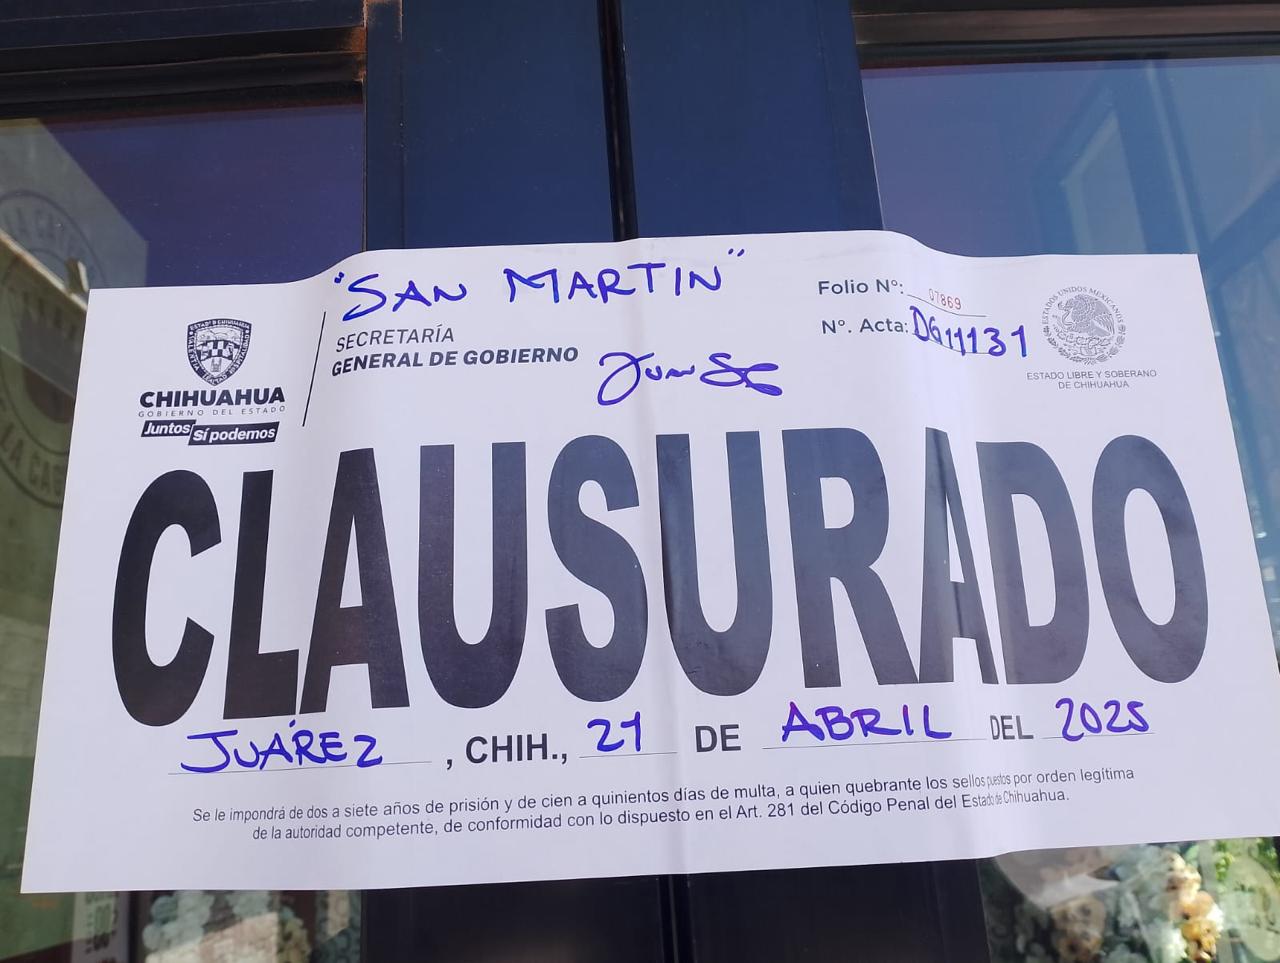 "SAN MARTIN"
SECRETARÍA
GENERAL DE GOBIERNO
Folio N°: 07869
N°. Acta: DG11131
ESTADOS UNIDOS MEXICANOS
ESTADO LIBRE Y SOBERANO
DE CHIHUAHUA
CHIHUAHUA
GOBIERNO DEL ESTADO
Juntos Sí podemos
CLAUSURADO
JUÁREZ, CHIH., 21 DE ABRIL DEL 2025
Se le impondrá de dos a siete años de prisión y de cien a quinientos días de multa, a quien quebrante los sellos puestos por orden legítima
de la autoridad competente, de conformidad con lo dispuesto en el Art. 281 del Código Penal del Estado de Chihuahua.